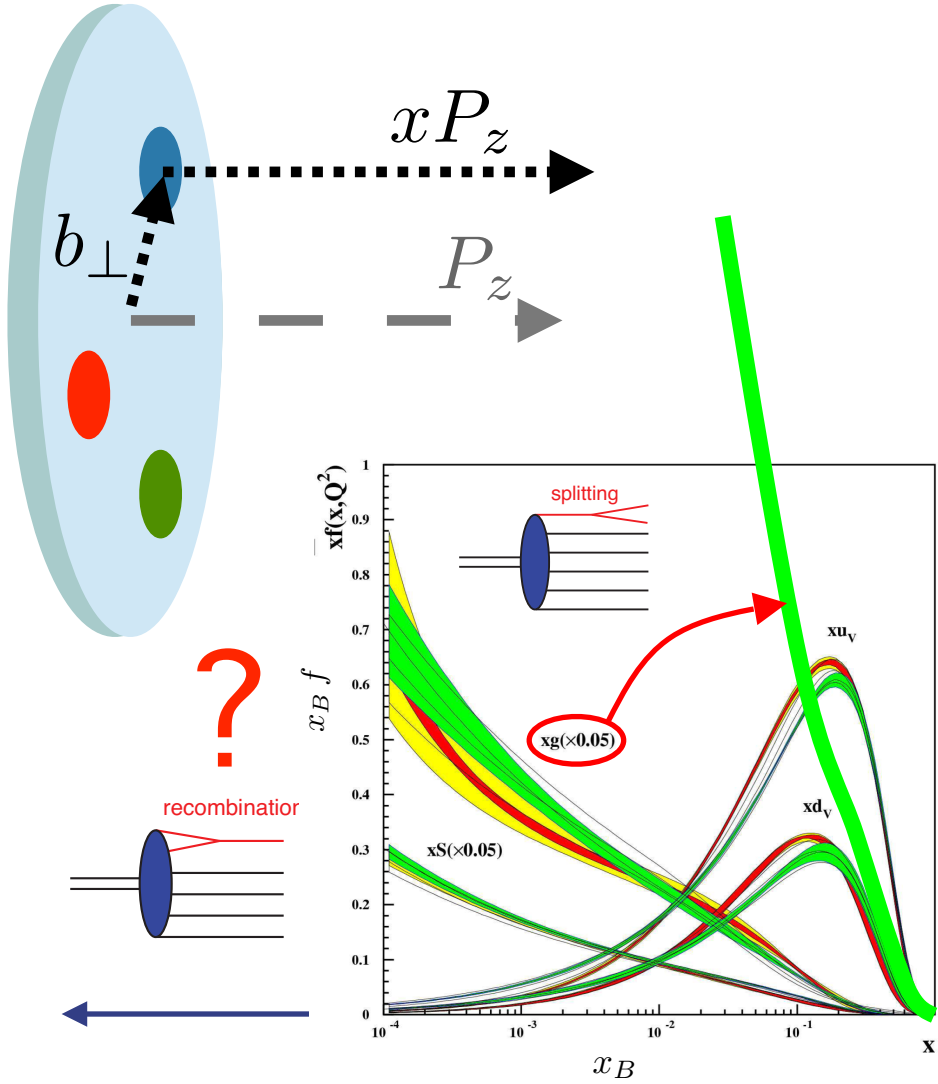 xP_z
b_⊥
P_z
xf(x,Q²)
1
0.9
0.8
0.7
0.6
0.5
0.4
0.3
0.2
0.1
0
splitting
xu_V
xg(×0.05)
xd_V
xS(×0.05)
x_B f
?
recombination
10⁻⁴
10⁻³
10⁻²
10⁻¹
x
x_B